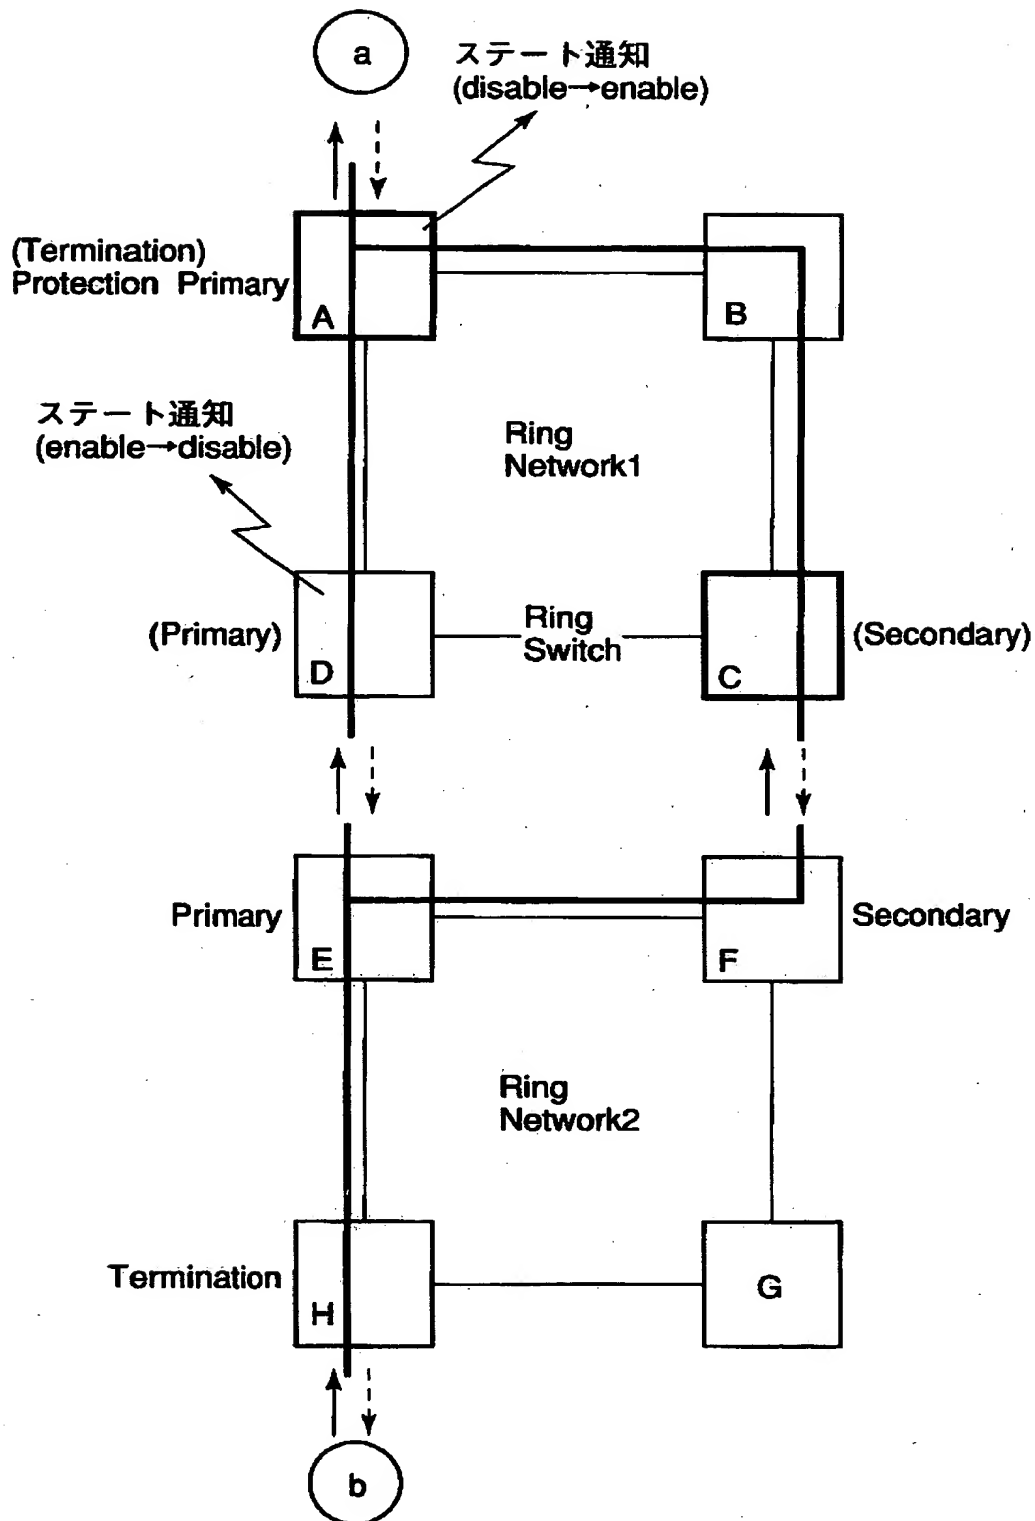 a
ステート通知
(disable→enable)
(Termination)
Protection Primary
A
B
ステート通知
(enable→disable)
Ring
Network1
(Primary)
D
Ring
Switch
C
(Secondary)
Primary
E
F
Secondary
Ring
Network2
Termination
H
G
b